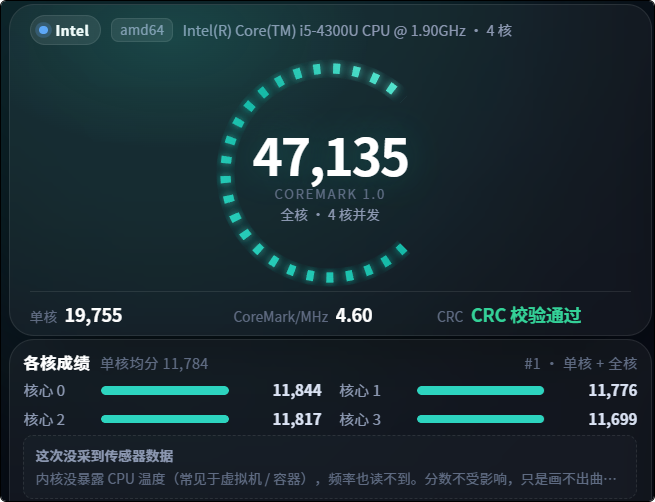 Intel amd64 Intel(R) Core(TM) i5-4300U CPU @ 1.90GHz · 4 核
47,135
COREMARK 1.0
全核 · 4 核并发
单核 19,755 CoreMark/MHz 4.60 CRC CRC 校验通过
各核成绩 单核均分 11,784 #1 · 单核 + 全核
核心 0 11,844 核心 1 11,776
核心 2 11,817 核心 3 11,699
这次没采到传感器数据
内核没暴露 CPU 温度（常见于虚拟机 / 容器），频率也读不到。分数不受影响，只是画不出曲…